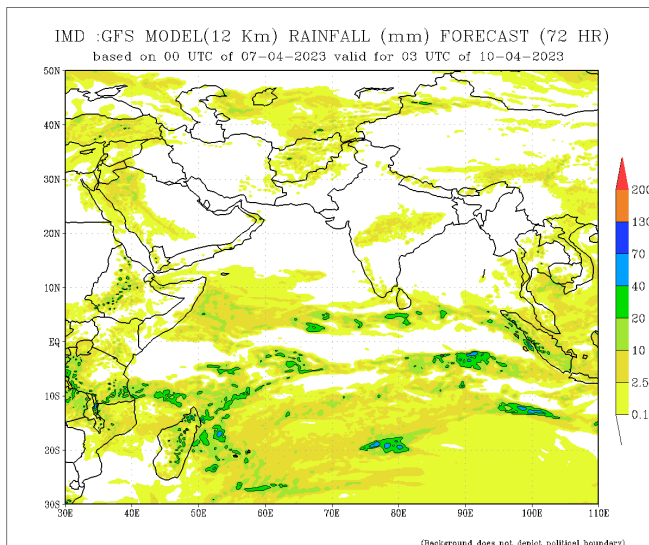 IMD :GFS MODEL(12 Km) RAINFALL (mm) FORECAST (72 HR)
based on 00 UTC of 07-04-2023 valid for 03 UTC of 10-04-2023
50N
40N
30N
20N
10N
EQ
10S
20S
30S
30E 40E 50E 60E 70E 80E 90E 100E 110E
200
130
70
40
20
10
2.5
0.1
(Background does not depict political boundary)